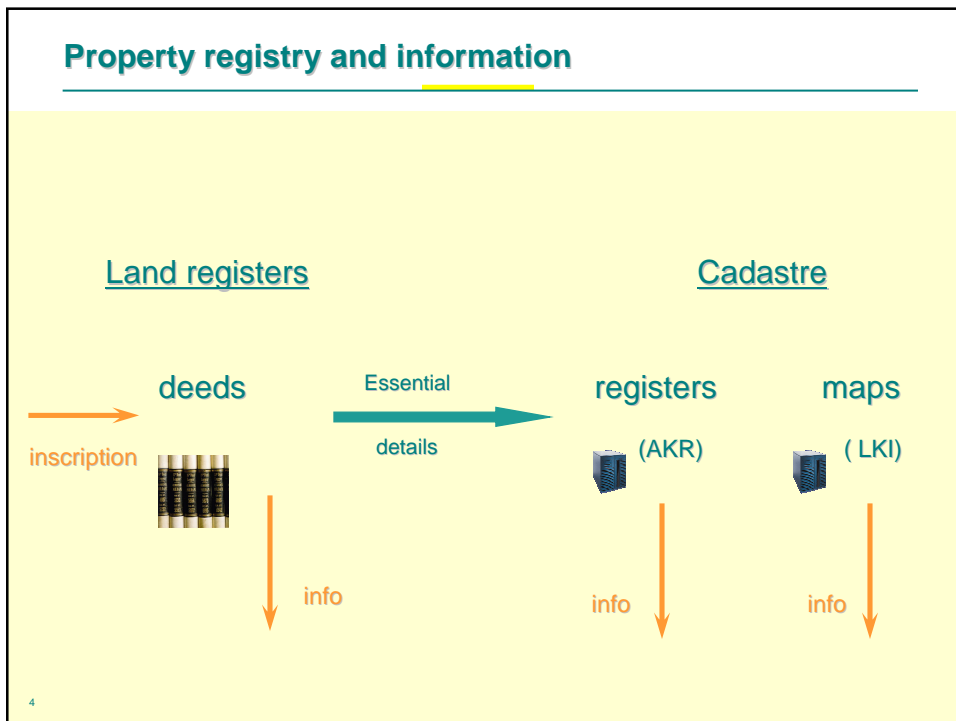 Property registry and information
Land registers
Cadastre
deeds
Essential
registers
maps
inscription
details
(AKR)
( LKI)
info
info
info
4